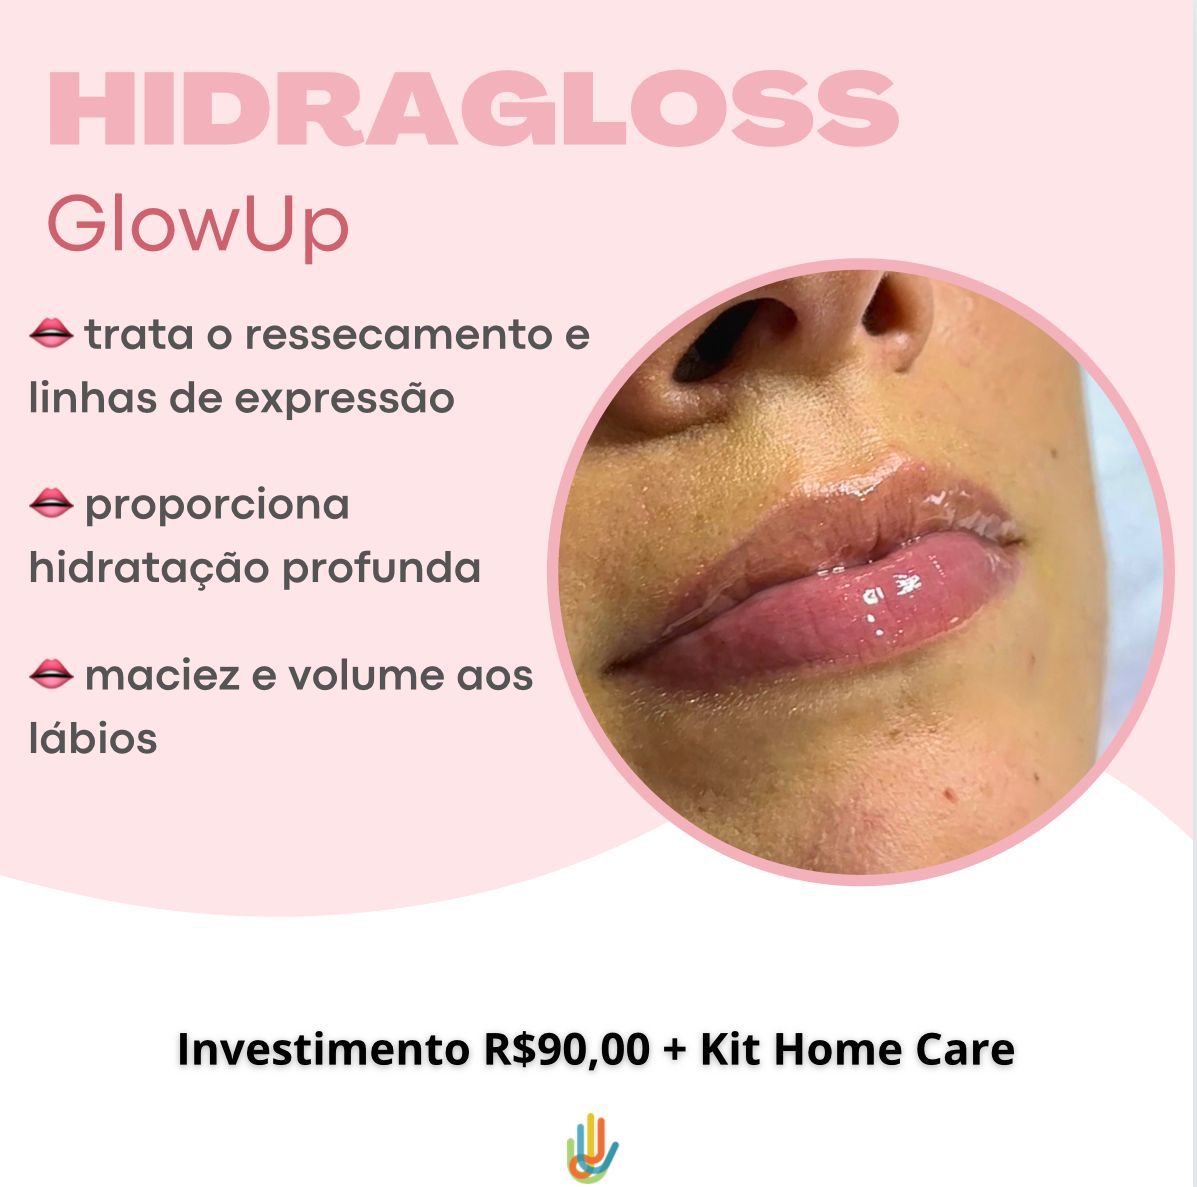 HIDRAGLOSS
GlowUp
👄 trata o ressecamento e
linhas de expressão
👄 proporciona
hidratação profunda
👄 maciez e volume aos
lábios
Investimento R$90,00 + Kit Home Care